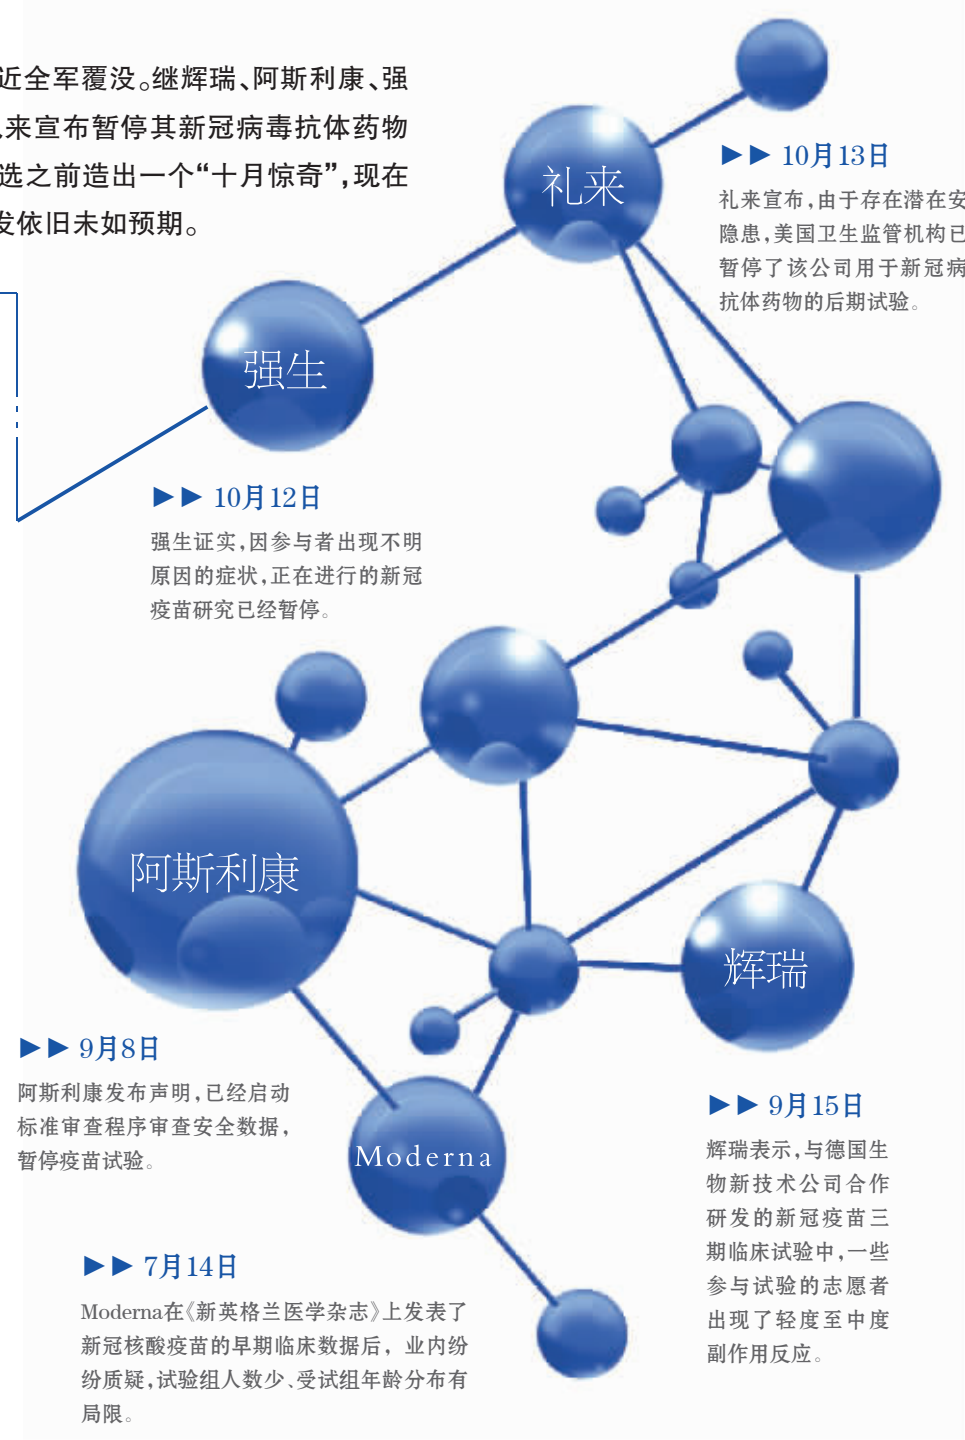 近全军覆没。继辉瑞、阿斯利康、强
来宣布暂停其新冠病毒抗体药物
选之前造出一个“十月惊奇”,现在
发依旧未如预期。
礼来
▶▶ 10月13日
礼来宣布,由于存在潜在安
隐患,美国卫生监管机构已
暂停了该公司用于新冠病
抗体药物的后期试验。
强生
▶▶ 10月12日
强生证实,因参与者出现不明
原因的症状,正在进行的新冠
疫苗研究已经暂停。
阿斯利康
▶▶ 9月8日
阿斯利康发布声明,已经启动
标准审查程序审查安全数据,
暂停疫苗试验。
辉瑞
▶▶ 9月15日
辉瑞表示,与德国生
物新技术公司合作
研发的新冠疫苗三
期临床试验中,一些
参与试验的志愿者
出现了轻度至中度
副作用反应。
Moderna
▶▶ 7月14日
Moderna在《新英格兰医学杂志》上发表了
新冠核酸疫苗的早期临床数据后,业内纷
纷质疑,试验组人数少、受试组年龄分布有
局限。